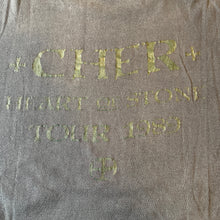 +CHER+
HEART OF STONE
TOUR 1989